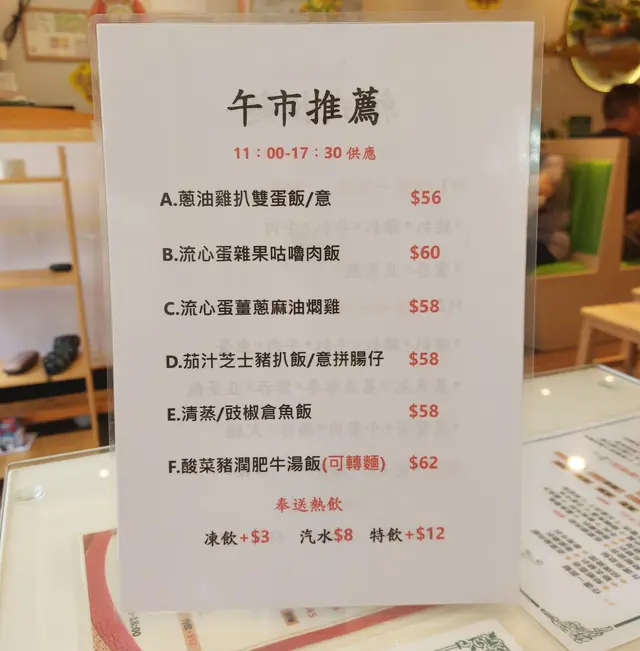 午市推薦
11：00-17：30 供應
A.蔥油雞扒雙蛋飯/意 $56
B.流心蛋雜果咕嚕肉飯 $60
C.流心蛋薑蔥麻油燜雞 $58
D.茄汁芝士豬扒飯/意拼腸仔 $58
E.清蒸/豉椒倉魚飯 $58
F.酸菜豬潤肥牛湯飯(可轉麵) $62
奉送熱飲
凍飲+$3 汽水$8 特飲+$12